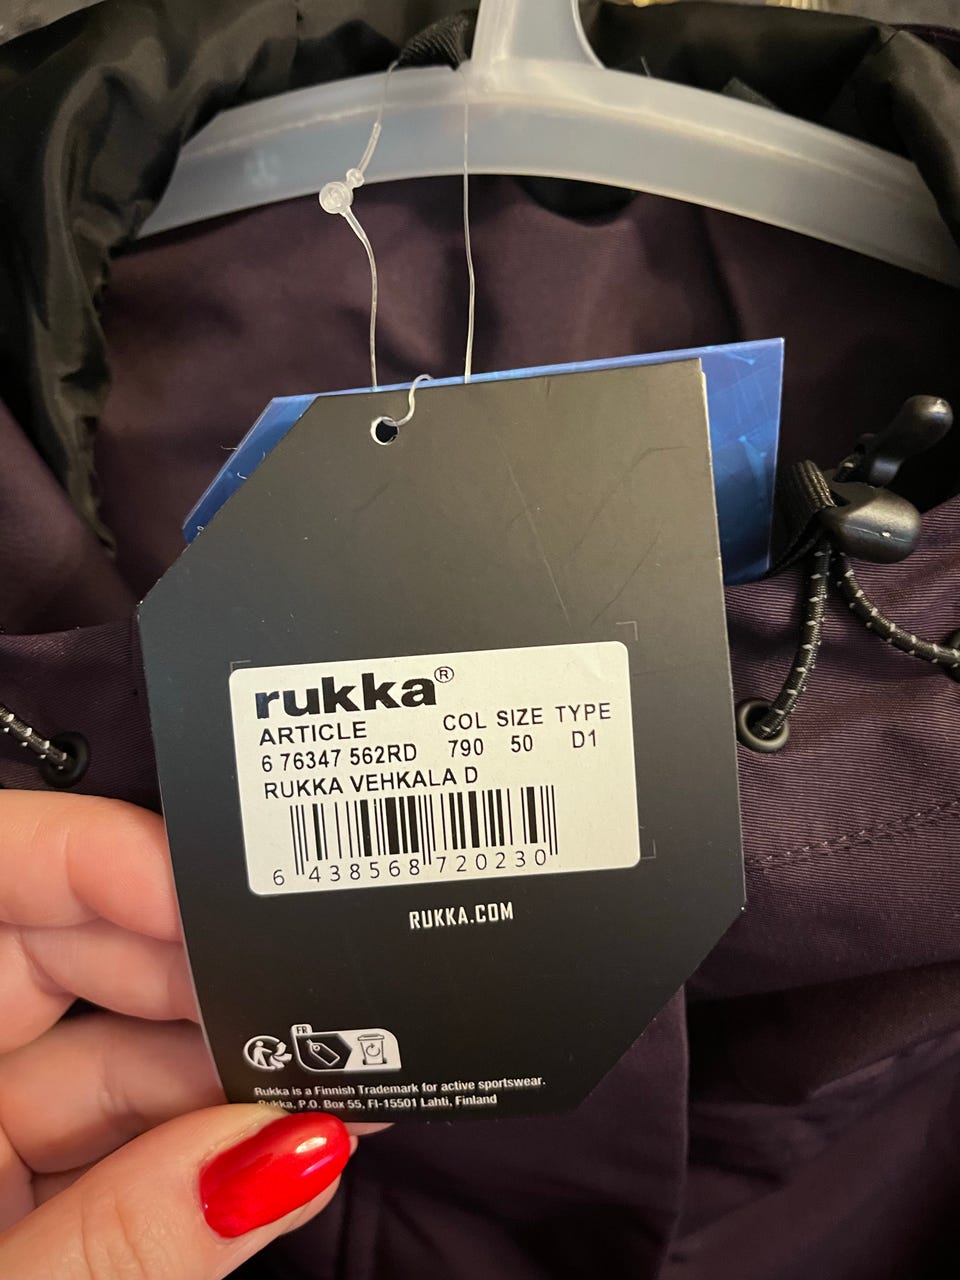 rukka®
ARTICLE COL SIZE TYPE
6 76347 562RD 790 50 D1
RUKKA VEHKALA D
6 438568 720230
RUKKA.COM
FR
Rukka is a Finnish Trademark for active sportswear.
Rukka, P.O. Box 55, FI-15501 Lahti, Finland